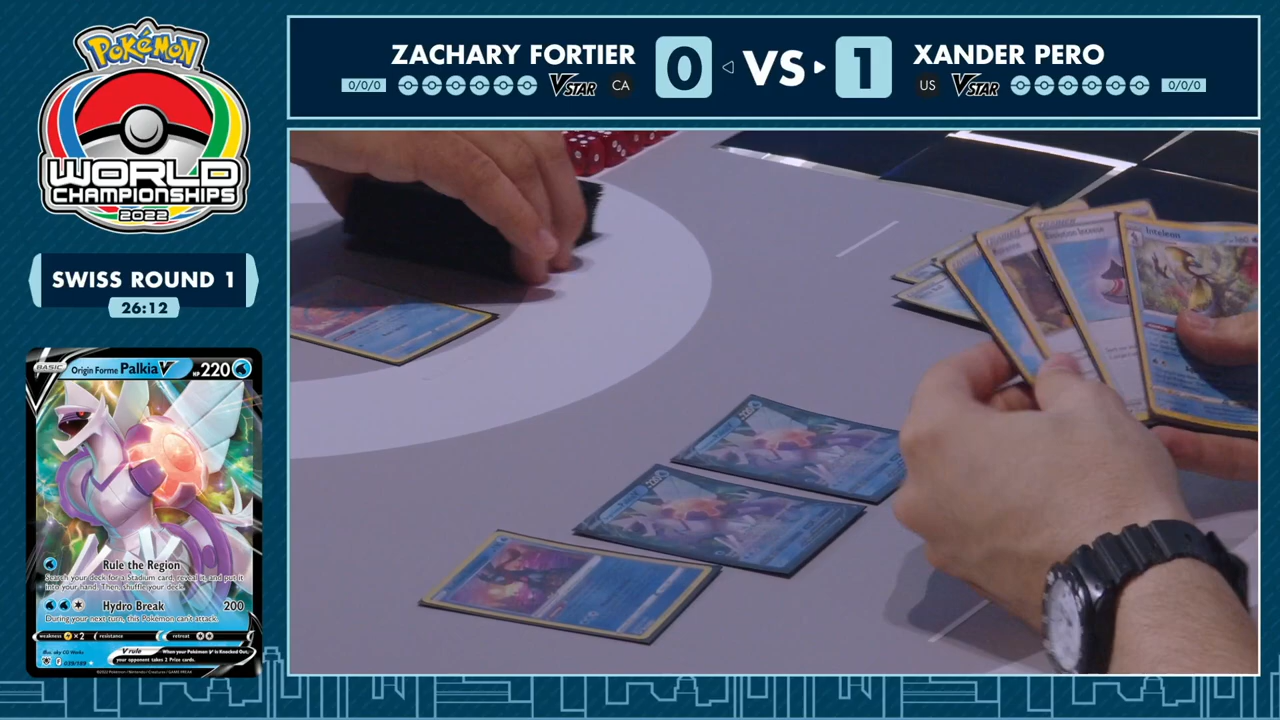 Pokémon
WORLD
CHAMPIONSHIPS
2022
ZACHARY FORTIER
0/0/0
VSTAR
CA
0
VS
1
XANDER PERO
US
VSTAR
0/0/0
SWISS ROUND 1
26:12
BASIC
Origin Forme Palkia V
HP 220
Rule the Region
Search your deck for a Stadium card, reveal it, and put it
into your hand. Then, shuffle your deck.
Hydro Break 200
During your next turn, this Pokémon can't attack.
weakness ×2 resistance retreat
V rule
When your Pokémon V is Knocked Out,
your opponent takes 2 Prize cards.
039/189
Inteleon